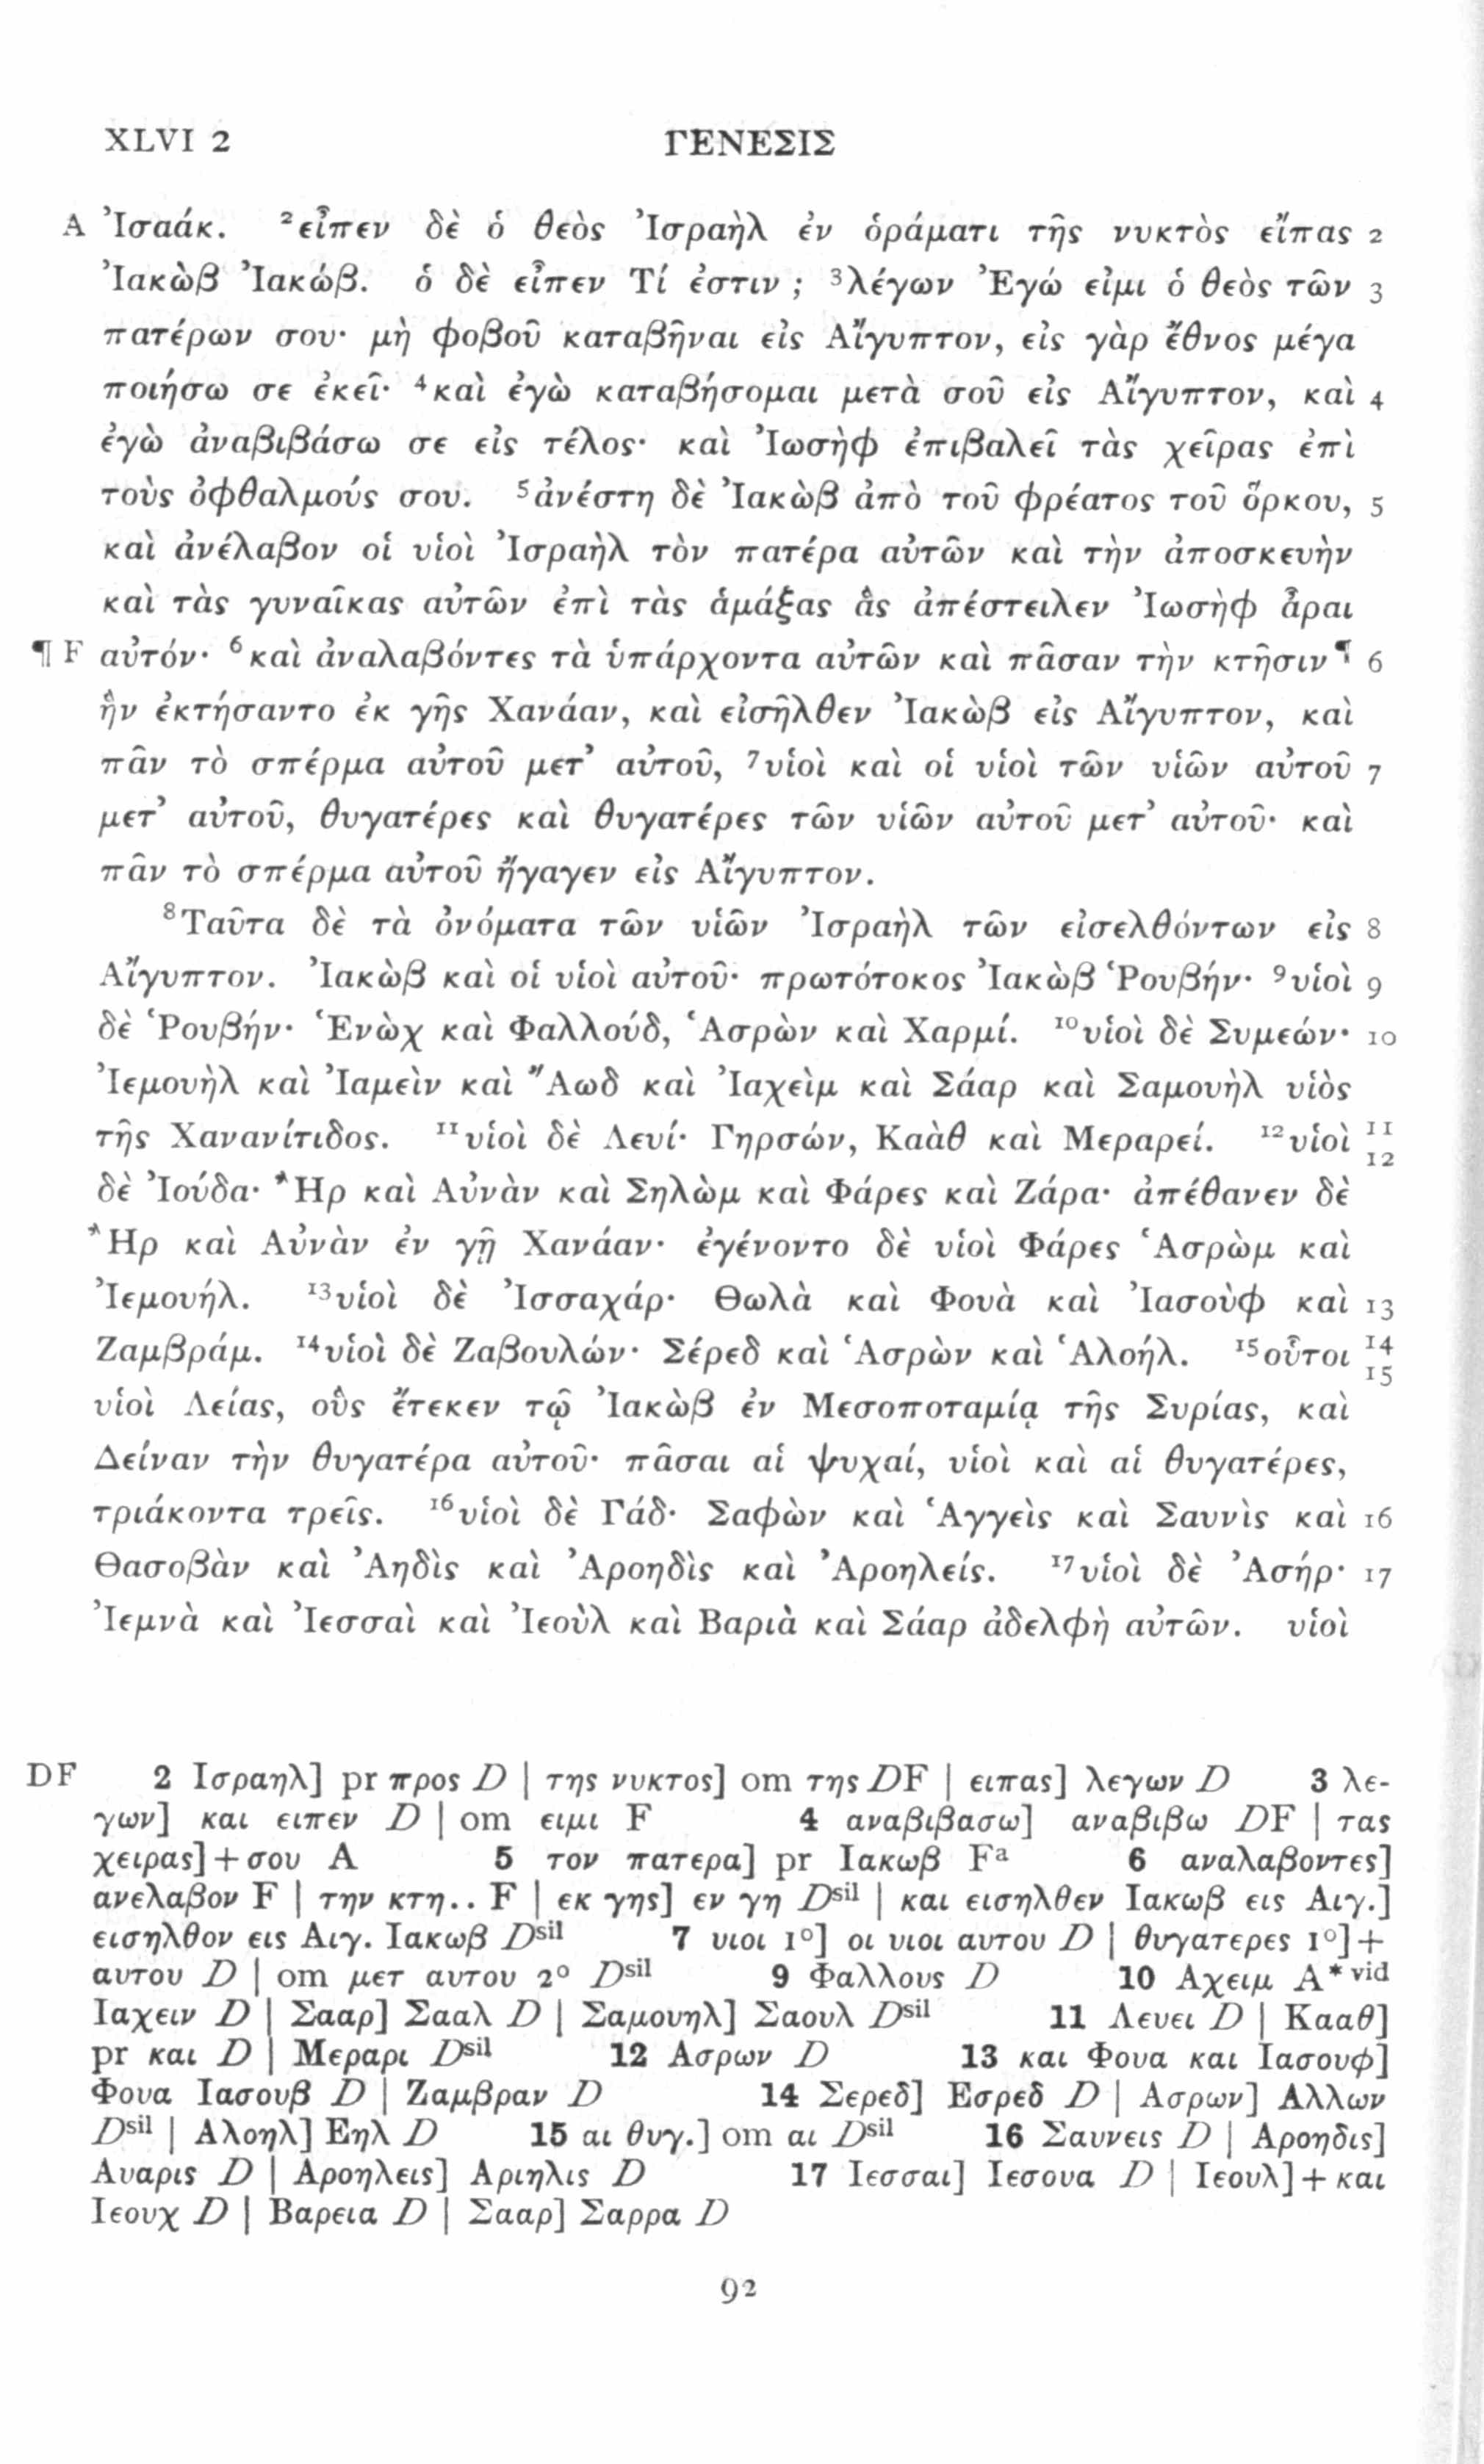 XLVI 2 ΓΕΝΕΣΙΣ
A Ἰσαάκ. ²εἶπεν δὲ ὁ θεὸς Ἰσραὴλ ἐν ὁράματι τῆς νυκτὸς εἴπας 2
Ἰακὼβ Ἰακώβ. ὁ δὲ εἶπεν Τί ἐστιν ; ³λέγων Ἐγώ εἰμι ὁ θεὸς τῶν 3
πατέρων σου· μὴ φοβοῦ καταβῆναι εἰς Αἴγυπτον, εἰς γὰρ ἔθνος μέγα
ποιήσω σε ἐκεῖ· ⁴καὶ ἐγὼ καταβήσομαι μετὰ σοῦ εἰς Αἴγυπτον, καὶ 4
ἐγὼ ἀναβιβάσω σε εἰς τέλος· καὶ Ἰωσὴφ ἐπιβαλεῖ τὰς χεῖρας ἐπὶ
τοὺς ὀφθαλμούς σου. ⁵ἀνέστη δὲ Ἰακὼβ ἀπὸ τοῦ φρέατος τοῦ ὅρκου, 5
καὶ ἀνέλαβον οἱ υἱοὶ Ἰσραὴλ τὸν πατέρα αὐτῶν καὶ τὴν ἀποσκευὴν
καὶ τὰς γυναῖκας αὐτῶν ἐπὶ τὰς ἁμάξας ἃς ἀπέστειλεν Ἰωσὴφ ἆραι
¶ F αὐτόν· ⁶καὶ ἀναλαβόντες τὰ ὑπάρχοντα αὐτῶν καὶ πᾶσαν τὴν κτῆσιν¶ 6
ἣν ἐκτήσαντο ἐκ γῆς Χανάαν, καὶ εἰσῆλθεν Ἰακὼβ εἰς Αἴγυπτον, καὶ
πᾶν τὸ σπέρμα αὐτοῦ μετ᾽ αὐτοῦ, ⁷υἱοὶ καὶ οἱ υἱοὶ τῶν υἱῶν αὐτοῦ 7
μετ᾽ αὐτοῦ, θυγατέρες καὶ θυγατέρες τῶν υἱῶν αὐτοῦ μετ᾽ αὐτοῦ· καὶ
πᾶν τὸ σπέρμα αὐτοῦ ἤγαγεν εἰς Αἴγυπτον.
⁸Ταῦτα δὲ τὰ ὀνόματα τῶν υἱῶν Ἰσραὴλ τῶν εἰσελθόντων εἰς 8
Αἴγυπτον. Ἰακὼβ καὶ οἱ υἱοὶ αὐτοῦ· πρωτότοκος Ἰακὼβ Ῥουβήν· ⁹υἱοὶ 9
δὲ Ῥουβήν· Ἑνὼχ καὶ Φαλλούδ, Ἁσρὼν καὶ Χαρμί. ¹⁰υἱοὶ δὲ Συμεών· 10
Ἰεμουὴλ καὶ Ἰαμεὶν καὶ Ἄωδ καὶ Ἰαχεὶμ καὶ Σάαρ καὶ Σαμουὴλ υἱὸς
τῆς Χανανίτιδος. ¹¹υἱοὶ δὲ Λευί· Γηρσών, Καὰθ καὶ Μεραρεί. ¹²υἱοὶ 11 12
δὲ Ἰούδα· Ἢρ καὶ Αὐνὰν καὶ Σηλὼμ καὶ Φάρες καὶ Ζάρα· ἀπέθανεν δὲ
Ἢρ καὶ Αὐνὰν ἐν γῇ Χανάαν· ἐγένοντο δὲ υἱοὶ Φάρες Ἁσρὼμ καὶ
Ἰεμουήλ. ¹³υἱοὶ δὲ Ἰσσαχάρ· Θωλὰ καὶ Φουὰ καὶ Ἰασοὺφ καὶ 13
Ζαμβράμ. ¹⁴υἱοὶ δὲ Ζαβουλών· Σέρεδ καὶ Ἁσρὼν καὶ Ἁλοήλ. ¹⁵οὗτοι 14 15
υἱοὶ Λείας, οὓς ἔτεκεν τῷ Ἰακὼβ ἐν Μεσοποταμίᾳ τῆς Συρίας, καὶ
Δείναν τὴν θυγατέρα αὐτοῦ· πᾶσαι αἱ ψυχαί, υἱοὶ καὶ αἱ θυγατέρες,
τριάκοντα τρεῖς. ¹⁶υἱοὶ δὲ Γάδ· Σαφὼν καὶ Ἁγγεὶς καὶ Σαυνὶς καὶ 16
Θασοβὰν καὶ Ἀηδὶς καὶ Ἀροηδὶς καὶ Ἀροηλείς. ¹⁷υἱοὶ δὲ Ἀσήρ· 17
Ἰεμνὰ καὶ Ἰεσσαὶ καὶ Ἰεοὺλ καὶ Βαριὰ καὶ Σάαρ ἀδελφὴ αὐτῶν. υἱοὶ
DF 2 Ισραηλ] pr προς D | της νυκτος] om της DF | ειπας] λεγων D 3 λε-
γων] και ειπεν D | om ειμι F 4 αναβιβασω] αναβιβω DF | τας
χειρας]+σου A 5 τον πατερα] pr Ιακωβ Fᵃ 6 αναλαβοντες]
ανελαβον F | την κτη.. F | εκ γης] εν γη Dsil | και εισηλθεν Ιακωβ εις Αιγ.]
εισηλθον εις Αιγ. Ιακωβ Dsil 7 υιοι 1º] οι υιοι αυτου D | θυγατερες 1º]+
αυτου D | om μετ αυτου 2º Dsil 9 Φαλλους D 10 Αχειμ A*vid
Ιαχειν D | Σααρ] Σααλ D | Σαμουηλ] Σαουλ Dsil 11 Λευει D | Κααθ]
pr και D | Μεραρι Dsil 12 Ασρων D 13 και Φουα και Ιασουφ]
Φουα Ιασουβ D | Ζαμβραν D 14 Σερεδ] Εσρεδ D | Ασρων] Αλλων
Dsil | Αλοηλ] Εηλ D 15 αι θυγ.] om αι Dsil 16 Σαυνεις D | Αροηδις]
Αυαρις D | Αροηλεις] Αριηλις D 17 Ιεσσαι] Ιεσουα D | Ιεουλ]+και
Ιεουχ D | Βαρεια D | Σααρ] Σαρρα D
92